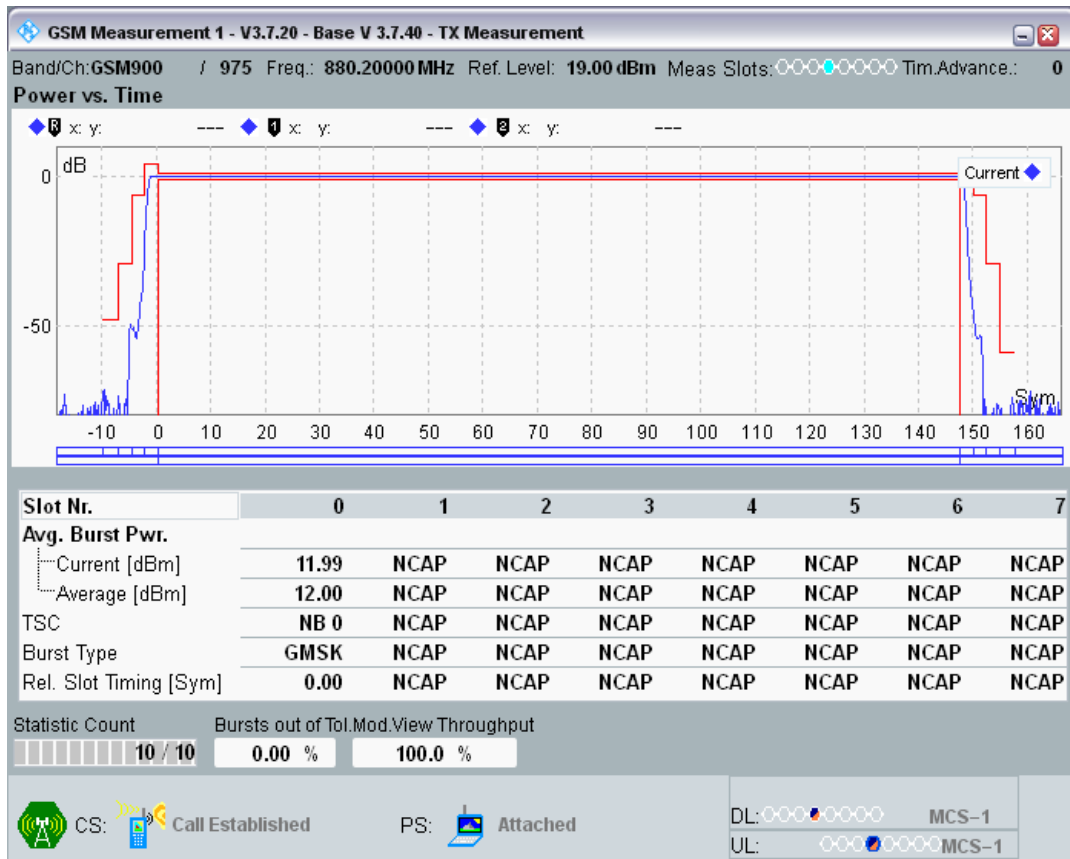 GSM Measurement 1 - V3.7.20 - Base V 3.7.40 - TX Measurement
Band/Ch:GSM900 / 975 Freq.: 880.20000 MHz Ref. Level: 19.00 dBm Meas Slots: Tim.Advance.: 0
Power vs. Time
R x: y: --- 1 x: y: --- 2 x: y: ---
dB
Current
0
-50
Sym
-10 0 10 20 30 40 50 60 70 80 90 100 110 120 130 140 150 160
Slot Nr. 0 1 2 3 4 5 6 7
Avg. Burst Pwr.
Current [dBm] 11.99 NCAP NCAP NCAP NCAP NCAP NCAP NCAP
Average [dBm] 12.00 NCAP NCAP NCAP NCAP NCAP NCAP NCAP
TSC NB 0 NCAP NCAP NCAP NCAP NCAP NCAP NCAP
Burst Type GMSK NCAP NCAP NCAP NCAP NCAP NCAP NCAP
Rel. Slot Timing [Sym] 0.00 NCAP NCAP NCAP NCAP NCAP NCAP NCAP
Statistic Count Bursts out of Tol.Mod.View Throughput
10 / 10 0.00 % 100.0 %
CS: Call Established PS: Attached
DL: MCS-1
UL: MCS-1